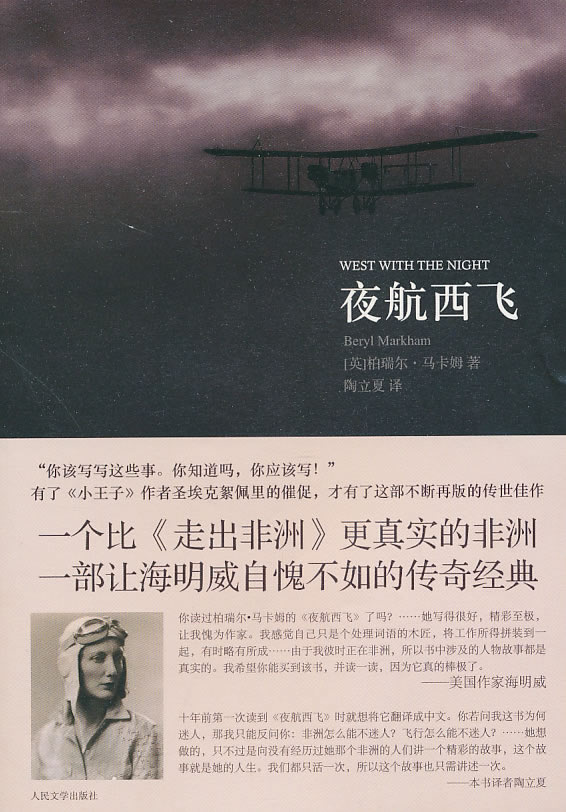 WEST WITH THE NIGHT
夜航西飞
Beryl Markham
[英]柏瑞尔·马卡姆 著
陶立夏 译
“你该写写这些事。你知道吗，你应该写！”
有了《小王子》作者圣埃克絮佩里的催促，才有了这部不断再版的传世佳作
一个比《走出非洲》更真实的非洲
一部让海明威自愧不如的传奇经典
你读过柏瑞尔·马卡姆的《夜航西飞》了吗？……她写得很好，精彩至极，
让我愧为作家。我感觉自己只是个处理词语的木匠，将工作所得拼装到一
起，有时略有所成……由于我彼时正在非洲，所以书中涉及的人物故事都是
真实的。我希望你能买到该书，并读一读，因为它真的棒极了。
——美国作家海明威
十年前第一次读到《夜航西飞》时就想将它翻译成中文。你若问我这书为何
迷人，那我只能反问你：非洲怎么能不迷人？飞行怎么能不迷人？……她想
做的，只不过是向没有经历过她那个非洲的人们讲一个精彩的故事，这个故
事就是她的人生。我们都只活一次，所以这个故事也只需讲述一次。
——本书译者陶立夏
人民文学出版社